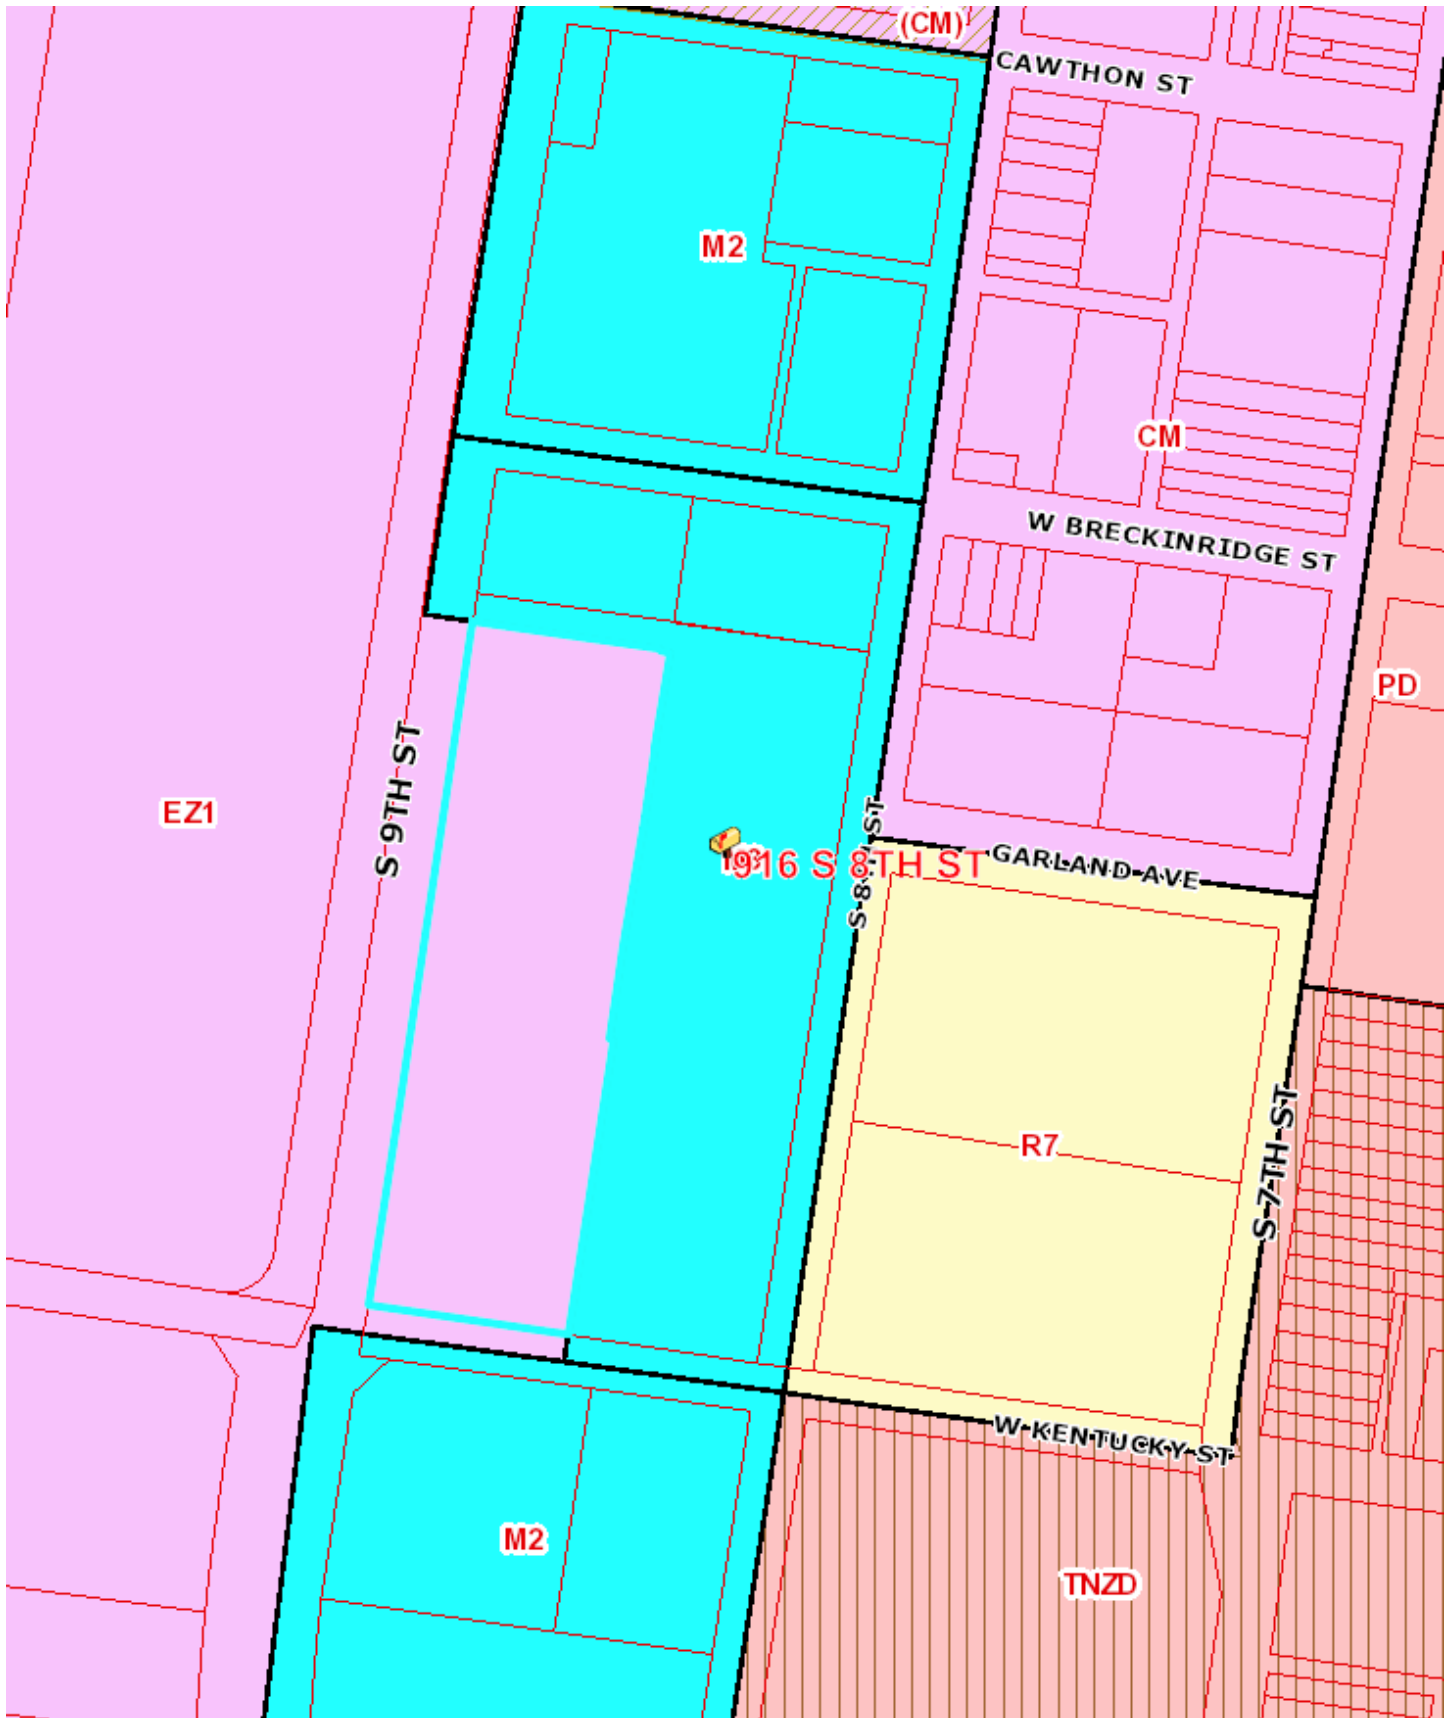 (CM)
CAWTHON ST
M2
CM
W BRECKINRIDGE ST
PD
S 9TH ST
EZ1
S 8TH ST
916 S 8TH ST
GARLAND AVE
R7
S 7TH ST
W KENTUCKY ST
M2
TNZD